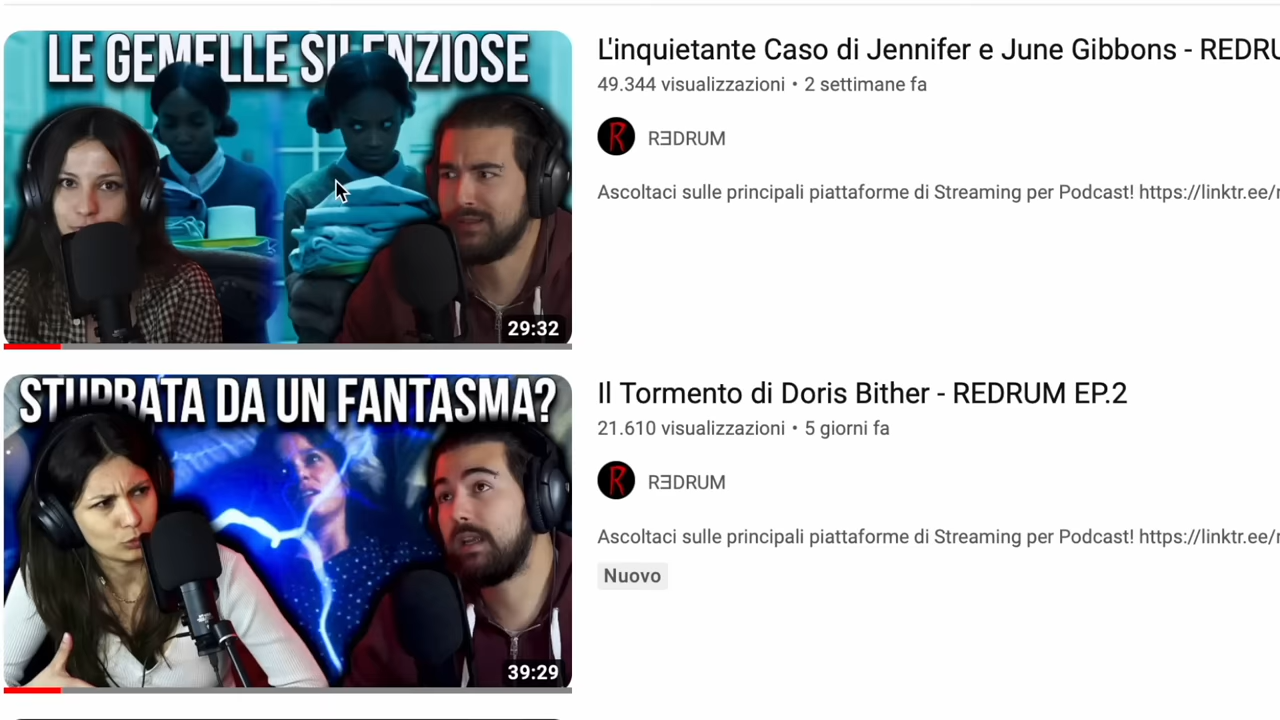 LE GEMELLE SILENZIOSE
29:32
L'inquietante Caso di Jennifer e June Gibbons - REDRU
49.344 visualizzazioni • 2 settimane fa
RƎDRUM
Ascoltaci sulle principali piattaforme di Streaming per Podcast! https://linktr.ee/r
STUPRATA DA UN FANTASMA?
39:29
Il Tormento di Doris Bither - REDRUM EP.2
21.610 visualizzazioni • 5 giorni fa
RƎDRUM
Ascoltaci sulle principali piattaforme di Streaming per Podcast! https://linktr.ee/r
Nuovo